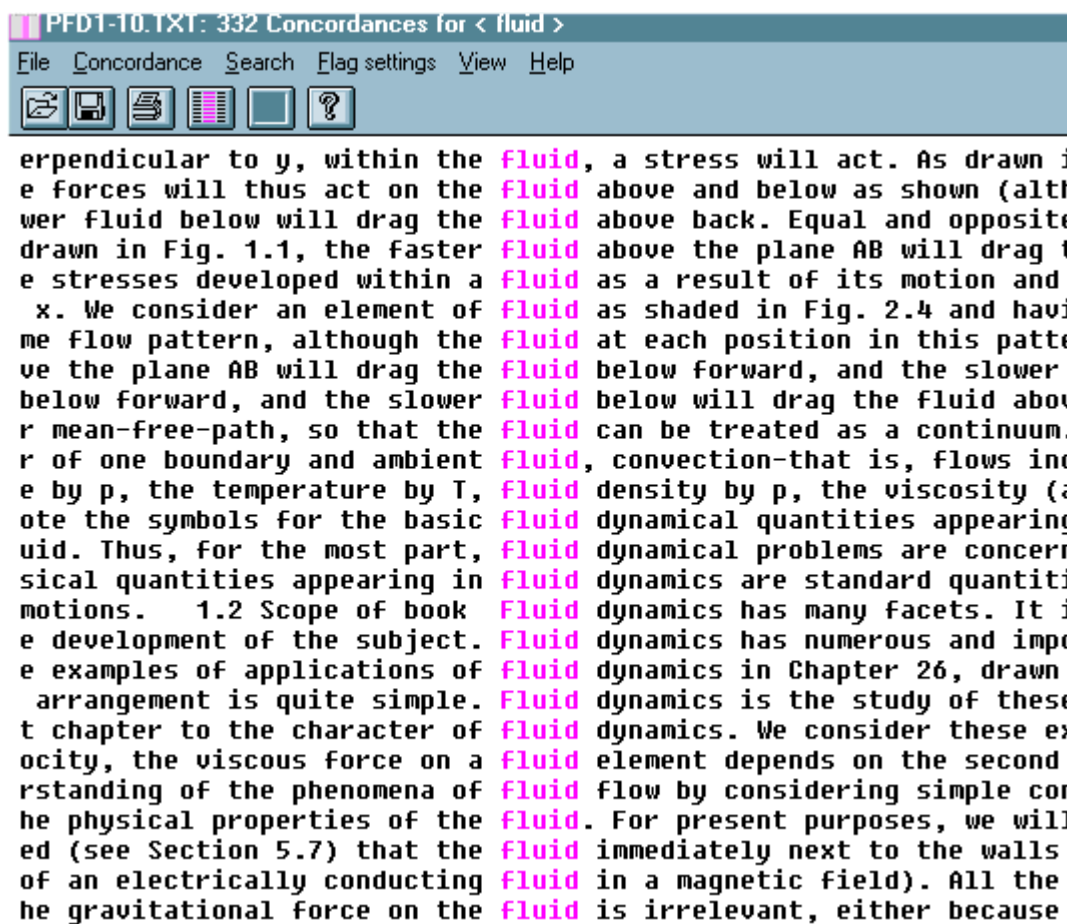 PFD1-10.TXT: 332 Concordances for < fluid >
File Concordance Search Flag settings View Help
erpendicular to y, within the fluid, a stress will act. As drawn i
e forces will thus act on the fluid above and below as shown (alth
wer fluid below will drag the fluid above back. Equal and opposite
drawn in Fig. 1.1, the faster fluid above the plane AB will drag t
e stresses developed within a fluid as a result of its motion and
x. We consider an element of fluid as shaded in Fig. 2.4 and havi
me flow pattern, although the fluid at each position in this patte
ve the plane AB will drag the fluid below forward, and the slower
below forward, and the slower fluid below will drag the fluid abov
r mean-free-path, so that the fluid can be treated as a continuum.
r of one boundary and ambient fluid, convection-that is, flows ind
e by p, the temperature by T, fluid density by p, the viscosity (a
ote the symbols for the basic fluid dynamical quantities appearing
uid. Thus, for the most part, fluid dynamical problems are concern
sical quantities appearing in fluid dynamics are standard quantiti
motions. 1.2 Scope of book Fluid dynamics has many facets. It i
e development of the subject. Fluid dynamics has numerous and impo
e examples of applications of fluid dynamics in Chapter 26, drawn
arrangement is quite simple. Fluid dynamics is the study of these
t chapter to the character of fluid dynamics. We consider these ex
ocity, the viscous force on a fluid element depends on the second
rstanding of the phenomena of fluid flow by considering simple con
he physical properties of the fluid. For present purposes, we will
ed (see Section 5.7) that the fluid immediately next to the walls
of an electrically conducting fluid in a magnetic field). All the
he gravitational force on the fluid is irrelevant, either because